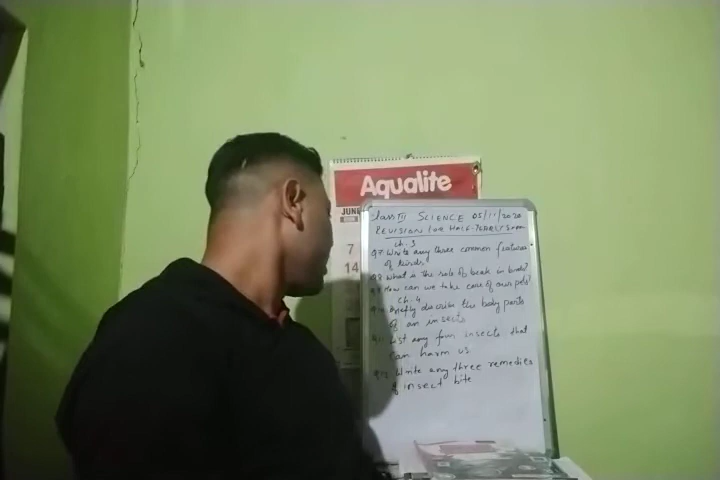 Aqualite
JUNE
7
14
Class III SCIENCE 05/11/2020
REVISION FOR HALF-YEARLY Exam
Ch. 3
Q7 Write any three common features
of birds.
Q8 What is the role of beak in birds?
Q9 How can we take care of our pets?
Ch. 4
Q10 Briefly describe the body parts
of an insect.
Q11 List any four insects that
can harm us.
Q12 Write any three remedies
of insect bite